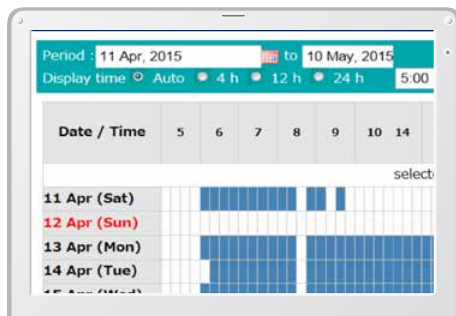 Period : 11 Apr, 2015 to 10 May, 2015
Display time Auto 4 h 12 h 24 h 5:00
Date / Time 5 6 7 8 9 10 14
11 Apr (Sat)
12 Apr (Sun)
13 Apr (Mon)
14 Apr (Tue)